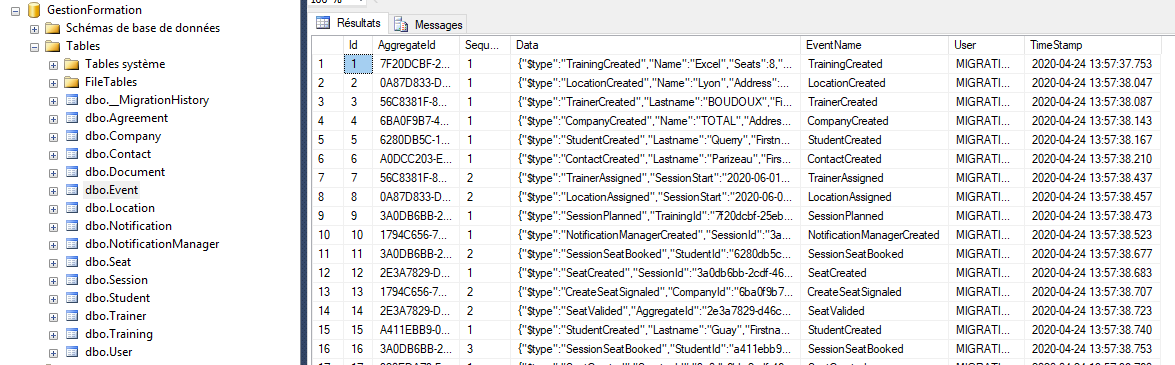 GestionFormation
Schémas de base de données
Tables
Tables système
FileTables
dbo.__MigrationHistory
dbo.Agreement
dbo.Company
dbo.Contact
dbo.Document
dbo.Event
dbo.Location
dbo.Notification
dbo.NotificationManager
dbo.Seat
dbo.Session
dbo.Student
dbo.Trainer
dbo.Training
dbo.User
Résultats Messages
Id AggregateId Sequ... Data EventName User TimeStamp
1 1 7F20DCBF-2... 1 {"$type":"TrainingCreated","Name":"Excel","Seats":8,"... TrainingCreated MIGRATI... 2020-04-24 13:57:37.753
2 2 0A87D833-D... 1 {"$type":"LocationCreated","Name":"Lyon","Address":... LocationCreated MIGRATI... 2020-04-24 13:57:38.047
3 3 56C8381F-8... 1 {"$type":"TrainerCreated","Lastname":"BOUDOUX","Fi... TrainerCreated MIGRATI... 2020-04-24 13:57:38.087
4 4 6BA0F9B7-4... 1 {"$type":"CompanyCreated","Name":"TOTAL","Addres... CompanyCreated MIGRATI... 2020-04-24 13:57:38.143
5 5 6280DB5C-1... 1 {"$type":"StudentCreated","Lastname":"Querry","Firstn... StudentCreated MIGRATI... 2020-04-24 13:57:38.167
6 6 A0DCC203-E... 1 {"$type":"ContactCreated","Lastname":"Parizeau","Firs... ContactCreated MIGRATI... 2020-04-24 13:57:38.210
7 7 56C8381F-8... 2 {"$type":"TrainerAssigned","SessionStart":"2020-06-01... TrainerAssigned MIGRATI... 2020-04-24 13:57:38.437
8 8 0A87D833-D... 2 {"$type":"LocationAssigned","SessionStart":"2020-06-0... LocationAssigned MIGRATI... 2020-04-24 13:57:38.457
9 9 3A0DB6BB-2... 1 {"$type":"SessionPlanned","TrainingId":"7f20dcbf-25eb... SessionPlanned MIGRATI... 2020-04-24 13:57:38.473
10 10 1794C656-7... 1 {"$type":"NotificationManagerCreated","SessionId":"3a... NotificationManagerCreated MIGRATI... 2020-04-24 13:57:38.523
11 11 3A0DB6BB-2... 2 {"$type":"SessionSeatBooked","StudentId":"6280db5c... SessionSeatBooked MIGRATI... 2020-04-24 13:57:38.677
12 12 2E3A7829-D... 1 {"$type":"SeatCreated","SessionId":"3a0db6bb-2cdf-46... SeatCreated MIGRATI... 2020-04-24 13:57:38.683
13 13 1794C656-7... 2 {"$type":"CreateSeatSignaled","CompanyId":"6ba0f9b7... CreateSeatSignaled MIGRATI... 2020-04-24 13:57:38.707
14 14 2E3A7829-D... 2 {"$type":"SeatValided","AggregateId":"2e3a7829-d46c... SeatValided MIGRATI... 2020-04-24 13:57:38.723
15 15 A411EBB9-0... 1 {"$type":"StudentCreated","Lastname":"Guay","Firstna... StudentCreated MIGRATI... 2020-04-24 13:57:38.740
16 16 3A0DB6BB-2... 3 {"$type":"SessionSeatBooked","StudentId":"a411ebb9... SessionSeatBooked MIGRATI... 2020-04-24 13:57:38.753